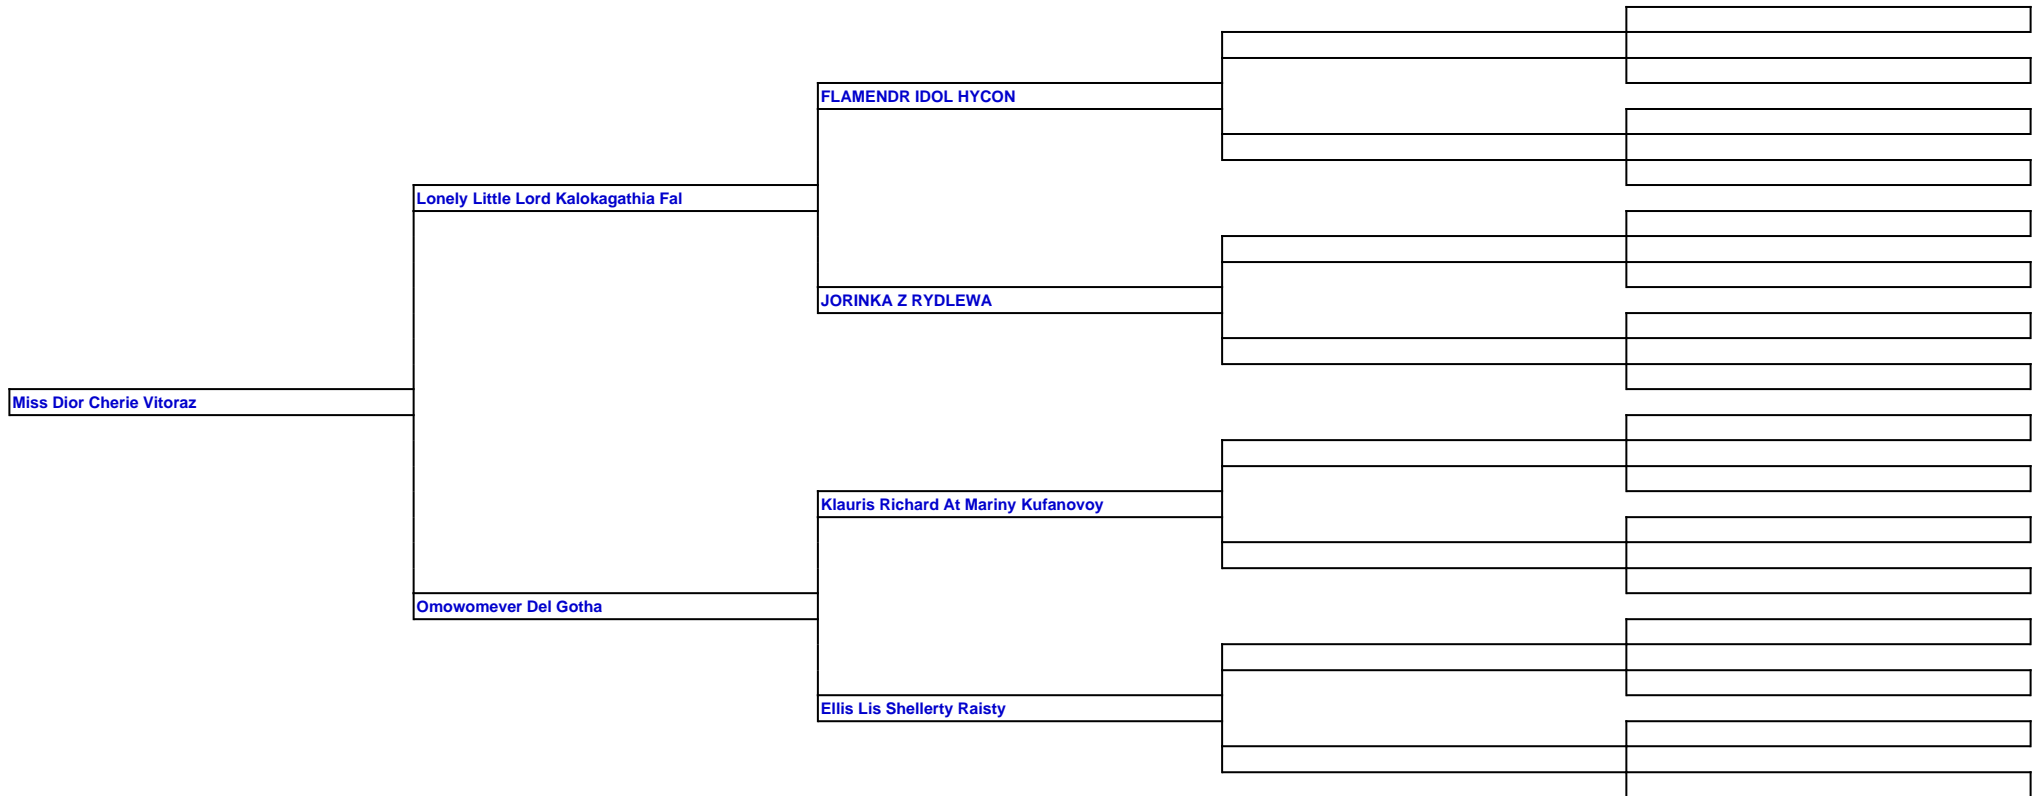 FLAMENDR IDOL HYCON
Lonely Little Lord Kalokagathia Fal
JORINKA Z RYDLEWA
Miss Dior Cherie Vitoraz
Klauris Richard At Mariny Kufanovoy
Omowomever Del Gotha
Ellis Lis Shellerty Raisty